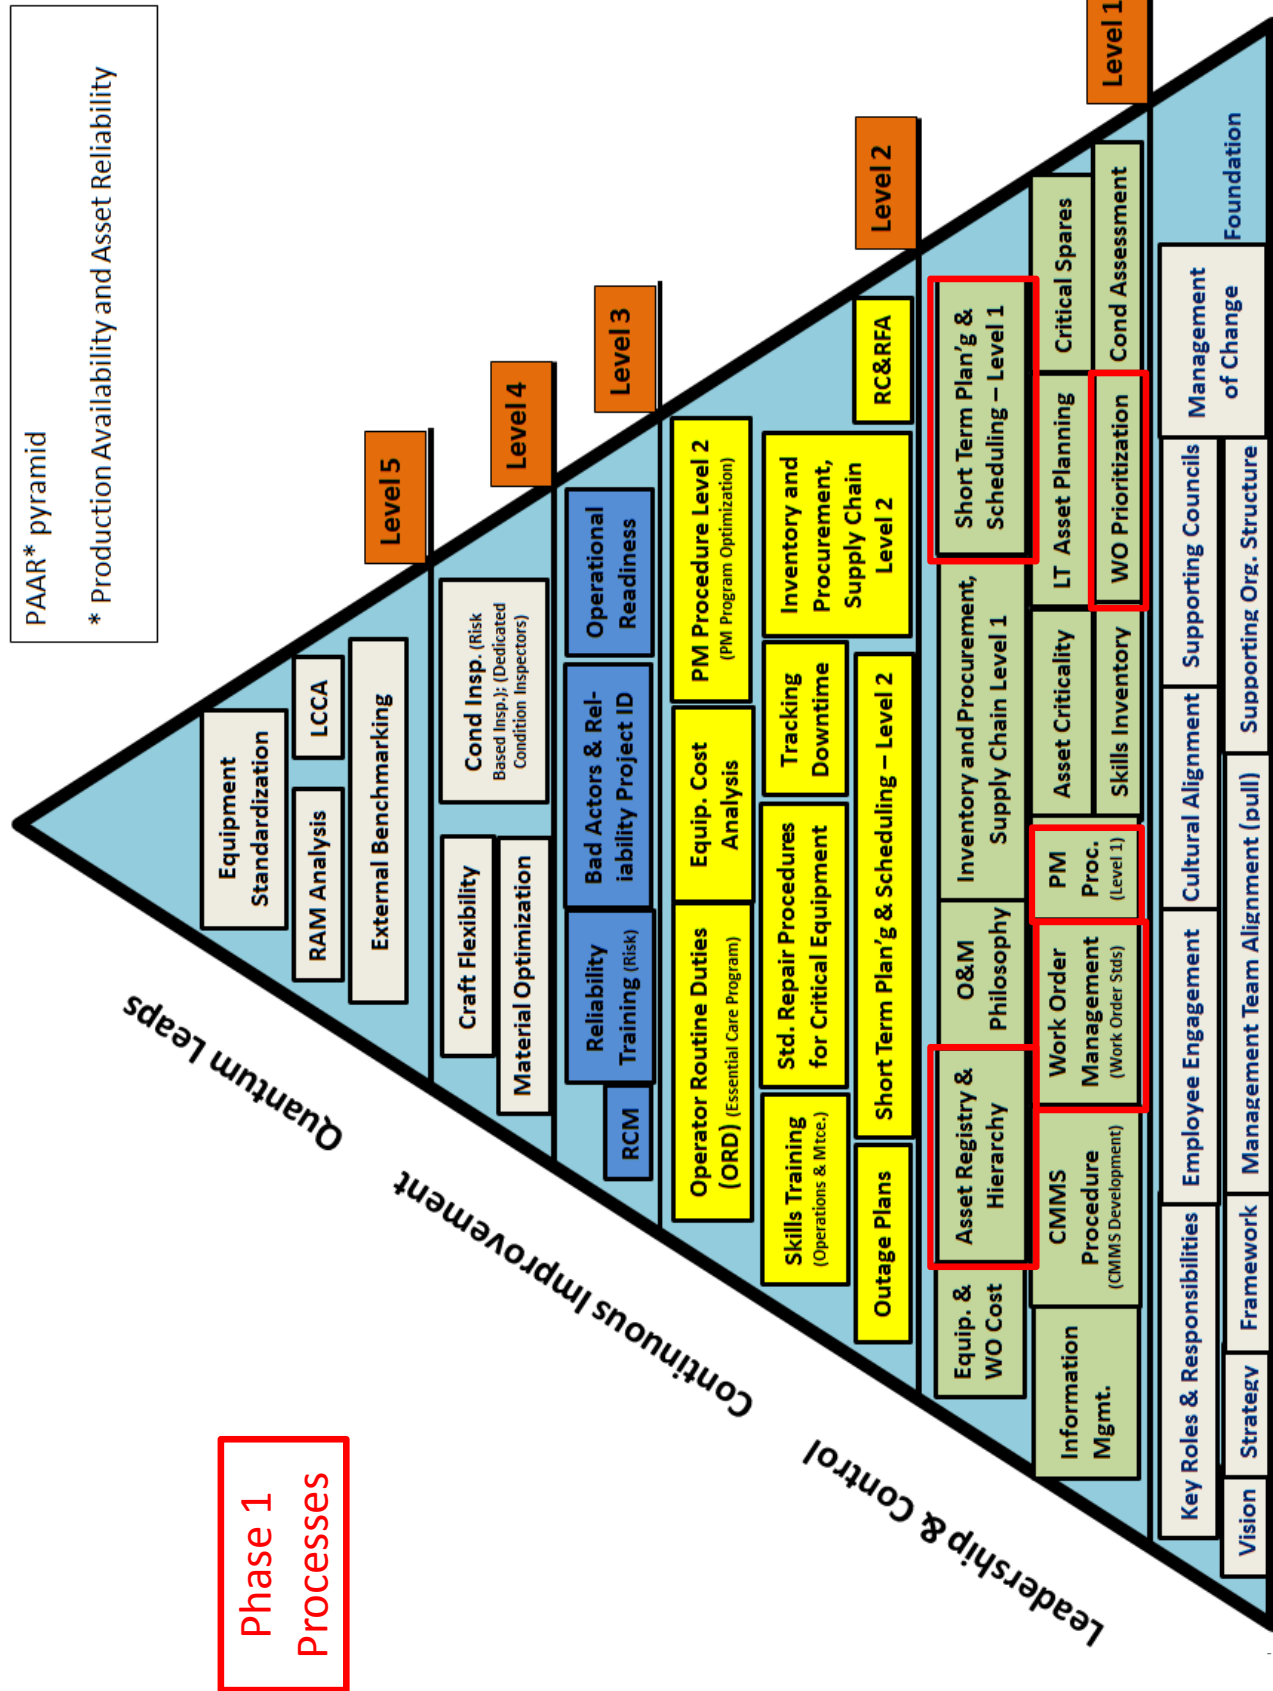 PAAR* pyramid
* Production Availability and Asset Reliability
Phase 1
Processes
Quantum Leaps
Continuous Improvement
Leadership & Control
Equipment
Standardization
RAM Analysis
LCCA
External Benchmarking
Level 5
Craft Flexibility
Material Optimization
Cond Insp. (Risk
Based Insp.); (Dedicated
Condition Inspectors)
Level 4
RCM
Reliability
Training (Risk)
Bad Actors & Rel-
iability Project ID
Operational
Readiness
Level 3
Operator Routine Duties
(ORD) (Essential Care Program)
Equip. Cost
Analysis
PM Procedure Level 2
(PM Program Optimization)
Skills Training
(Operations & Mtce.)
Std. Repair Procedures
for Critical Equipment
Tracking
Downtime
Inventory and
Procurement,
Supply Chain
Level 2
Outage Plans
Short Term Plan'g & Scheduling – Level 2
RC&RFA
Level 2
Equip. &
WO Cost
Asset Registry &
Hierarchy
O&M
Philosophy
Inventory and Procurement,
Supply Chain Level 1
Short Term Plan'g &
Scheduling – Level 1
Information
Mgmt.
CMMS
Procedure
(CMMS Development)
Work Order
Management
(Work Order Stds)
PM
Proc.
(Level 1)
Asset Criticality
LT Asset Planning
Critical Spares
Skills Inventory
WO Prioritization
Cond Assessment
Level 1
Key Roles & Responsibilities
Employee Engagement
Cultural Alignment
Supporting Councils
Management
of Change
Vision
Strategy
Framework
Management Team Alignment (pull)
Supporting Org. Structure
Foundation